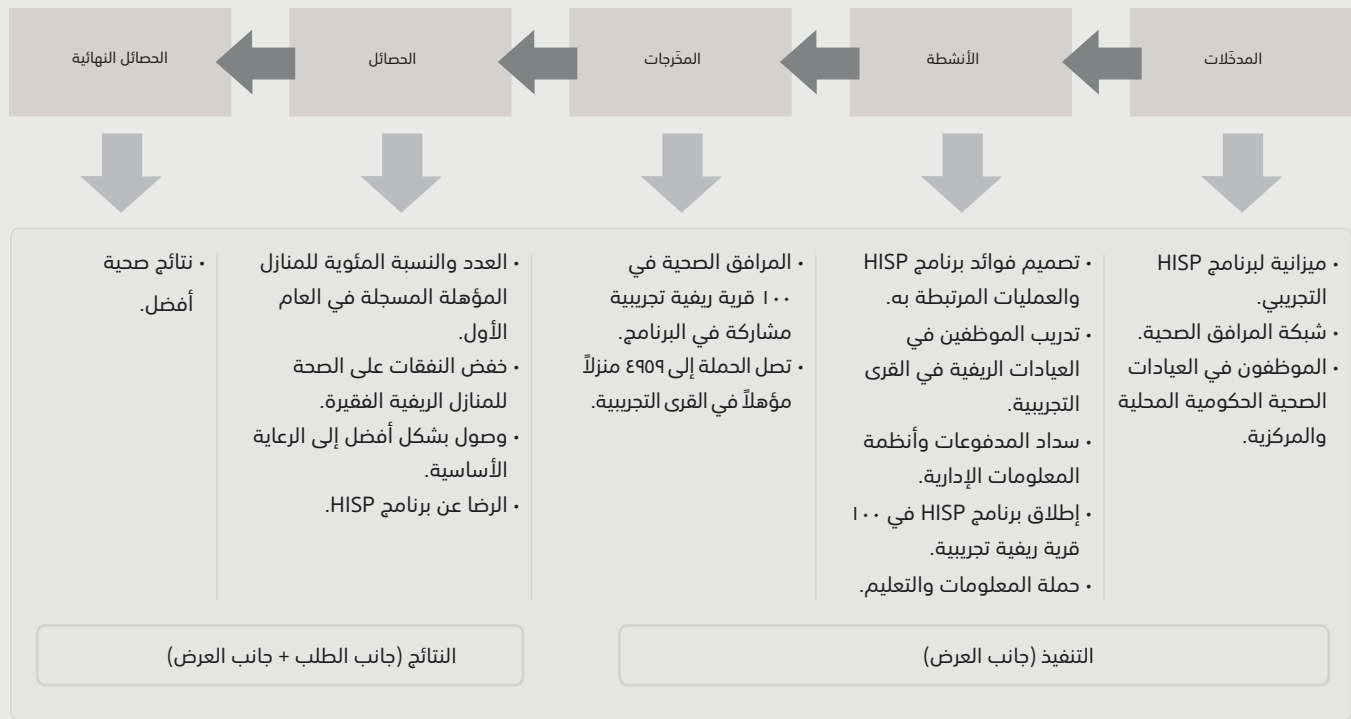 المدخَلات
الأنشطة
المخَرجات
الحصائل
الحصائل النهائية
• ميزانية لبرنامج HISP
التجريبي.
• شبكة المرافق الصحية.
• الموظفون في العيادات
الصحية الحكومية المحلية
والمركزية.
• تصميم فوائد برنامج HISP
والعمليات المرتبطة به.
• تدريب الموظفين في
العيادات الريفية في القرى
التجريبية.
• سداد المدفوعات وأنظمة
المعلومات الإدارية.
• إطلاق برنامج HISP في ١٠٠
قرية ريفية تجريبية.
• حملة المعلومات والتعليم.
• المرافق الصحية في
١٠٠ قرية ريفية تجريبية
مشاركة في البرنامج.
• تصل الحملة إلى ٤٩٥٩ منزلاً
مؤهلاً في القرى التجريبية.
• العدد والنسبة المئوية للمنازل
المؤهلة المسجلة في العام
الأول.
• خفض النفقات على الصحة
للمنازل الريفية الفقيرة.
• وصول بشكل أفضل إلى الرعاية
الأساسية.
• الرضا عن برنامج HISP.
• نتائج صحية
أفضل.
التنفيذ (جانب العرض)
النتائج (جانب الطلب + جانب العرض)